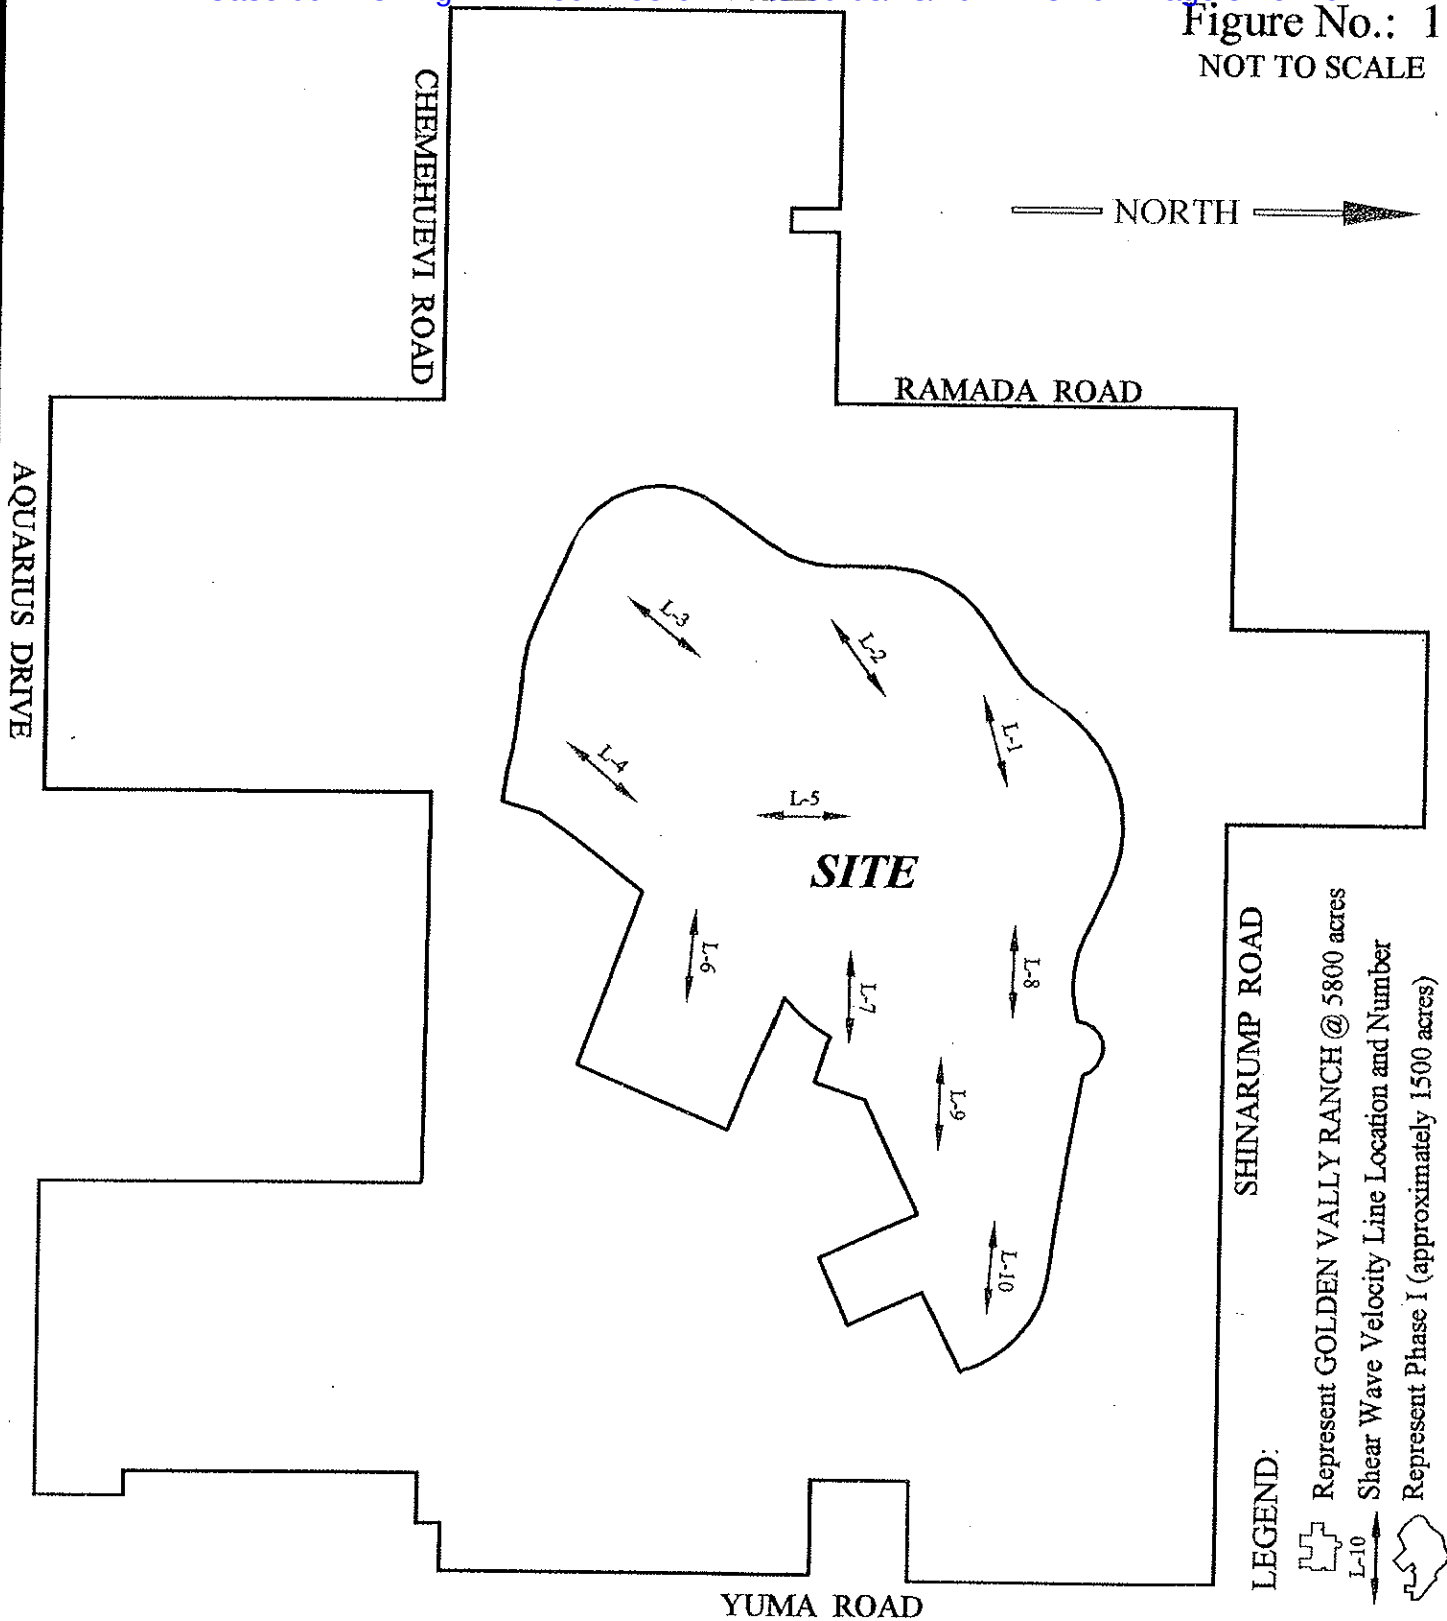 Figure No.: 1
NOT TO SCALE
NORTH
CHEMEHUEVI ROAD
RAMADA ROAD
AQUARIUS DRIVE
L-3
L-2
L-1
L-4
L-5
SITE
L-6
L-7
L-8
L-9
L-10
SHINARUMP ROAD
YUMA ROAD
LEGEND:
Represent GOLDEN VALLY RANCH @ 5800 acres
L-10 Shear Wave Velocity Line Location and Number
Represent Phase I (approximately 1500 acres)